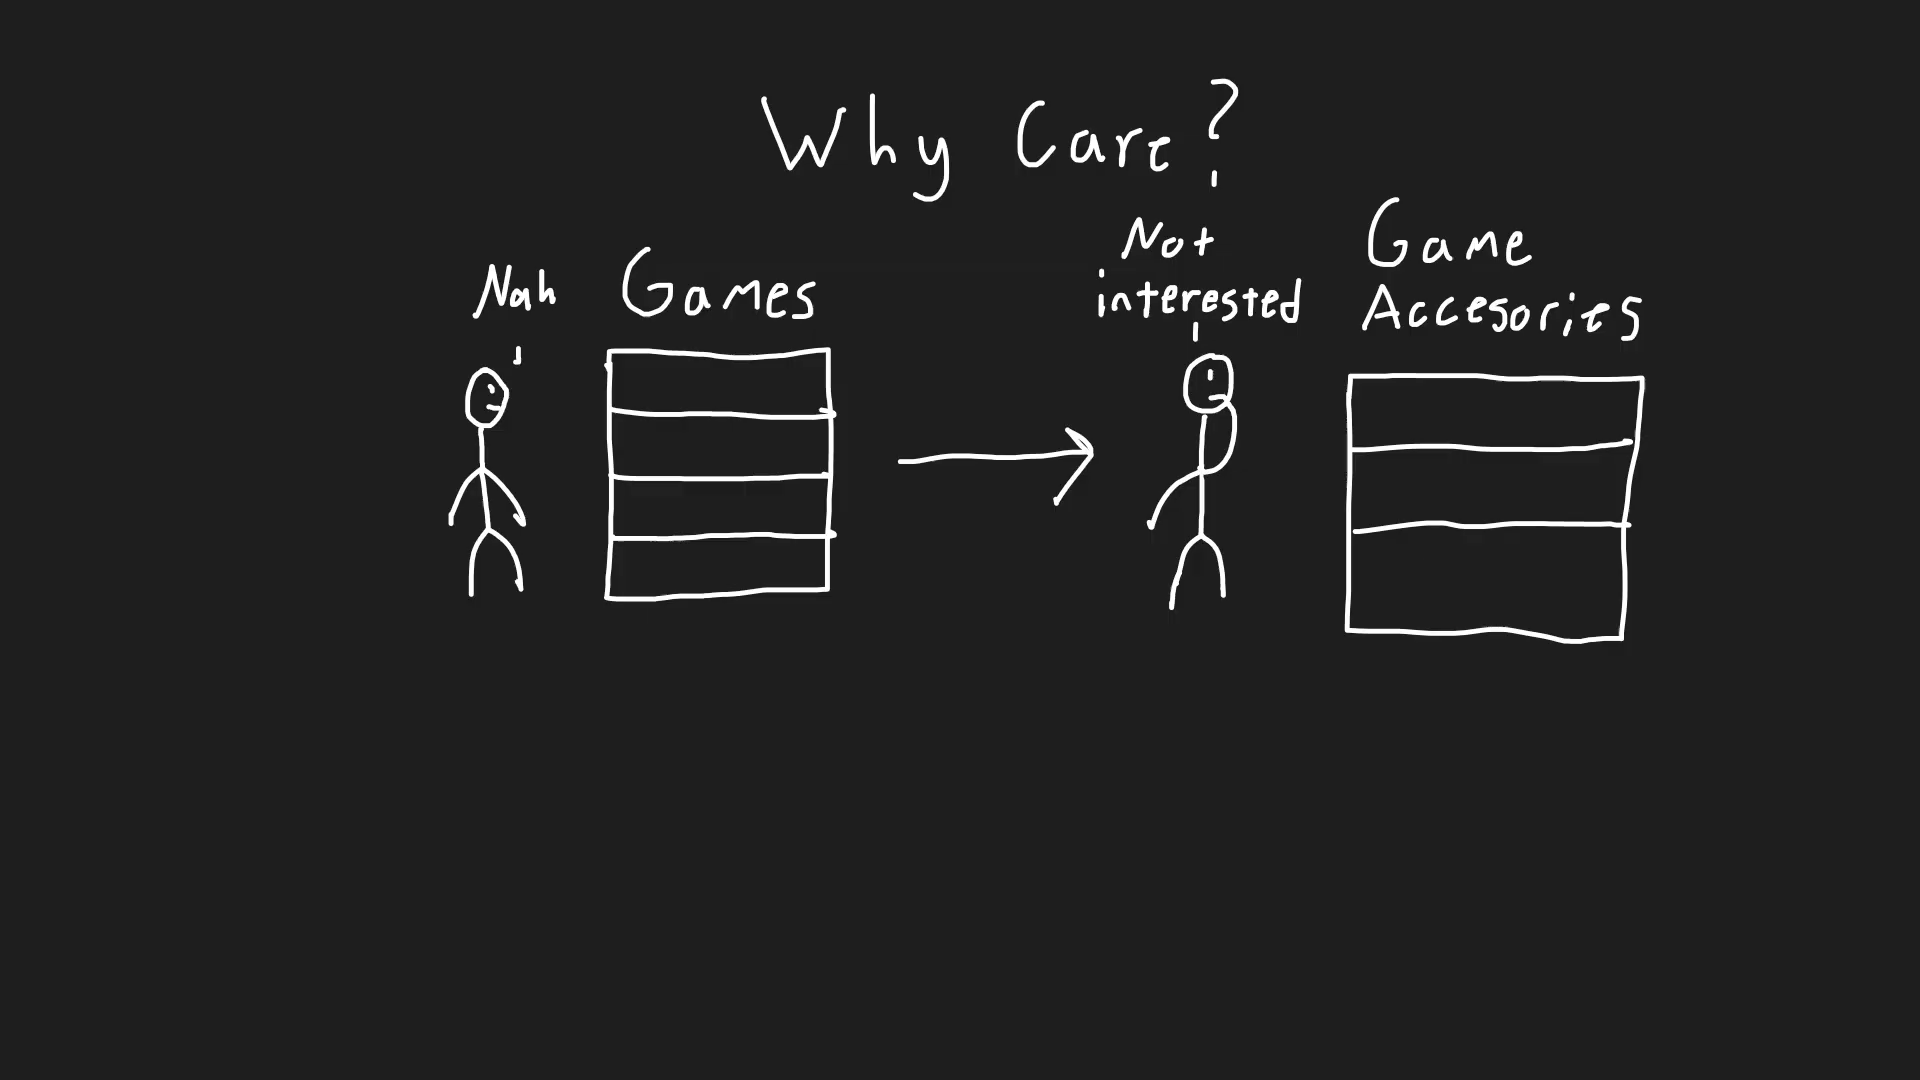 Why Care?
Nah
Games
Not
interested
Game
Accesories